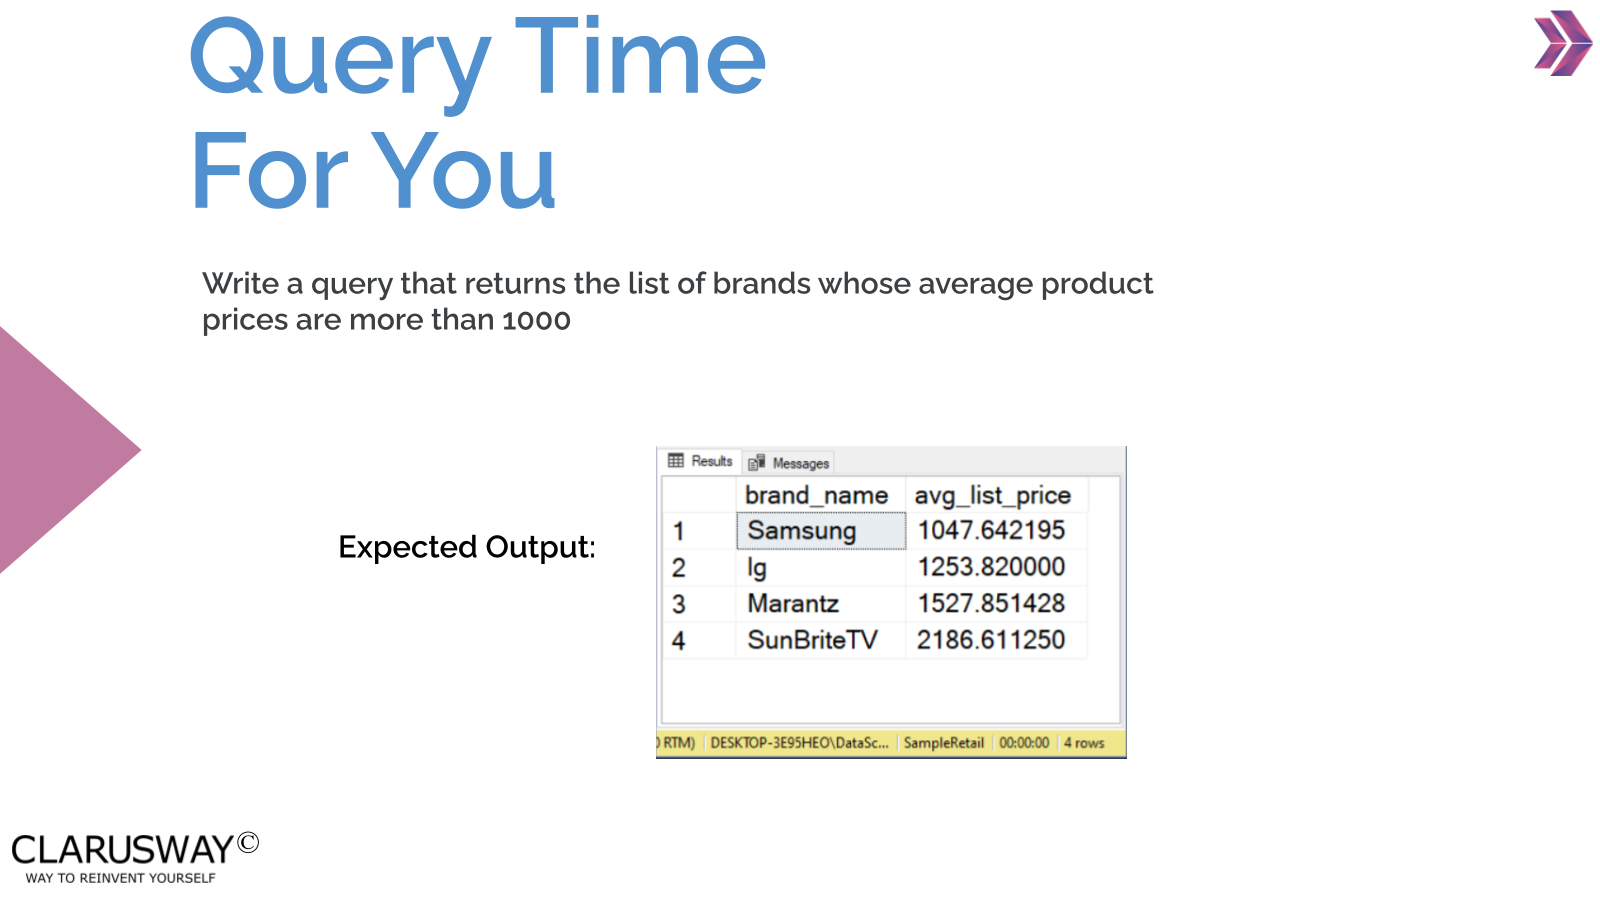 Query Time
For You
Write a query that returns the list of brands whose average product
prices are more than 1000
Expected Output:
Results Messages
brand_name avg_list_price
1 Samsung 1047.642195
2 lg 1253.820000
3 Marantz 1527.851428
4 SunBriteTV 2186.611250
0 RTM) DESKTOP-3E95HEO\DataSc... SampleRetail 00:00:00 4 rows
CLARUSWAY©
WAY TO REINVENT YOURSELF